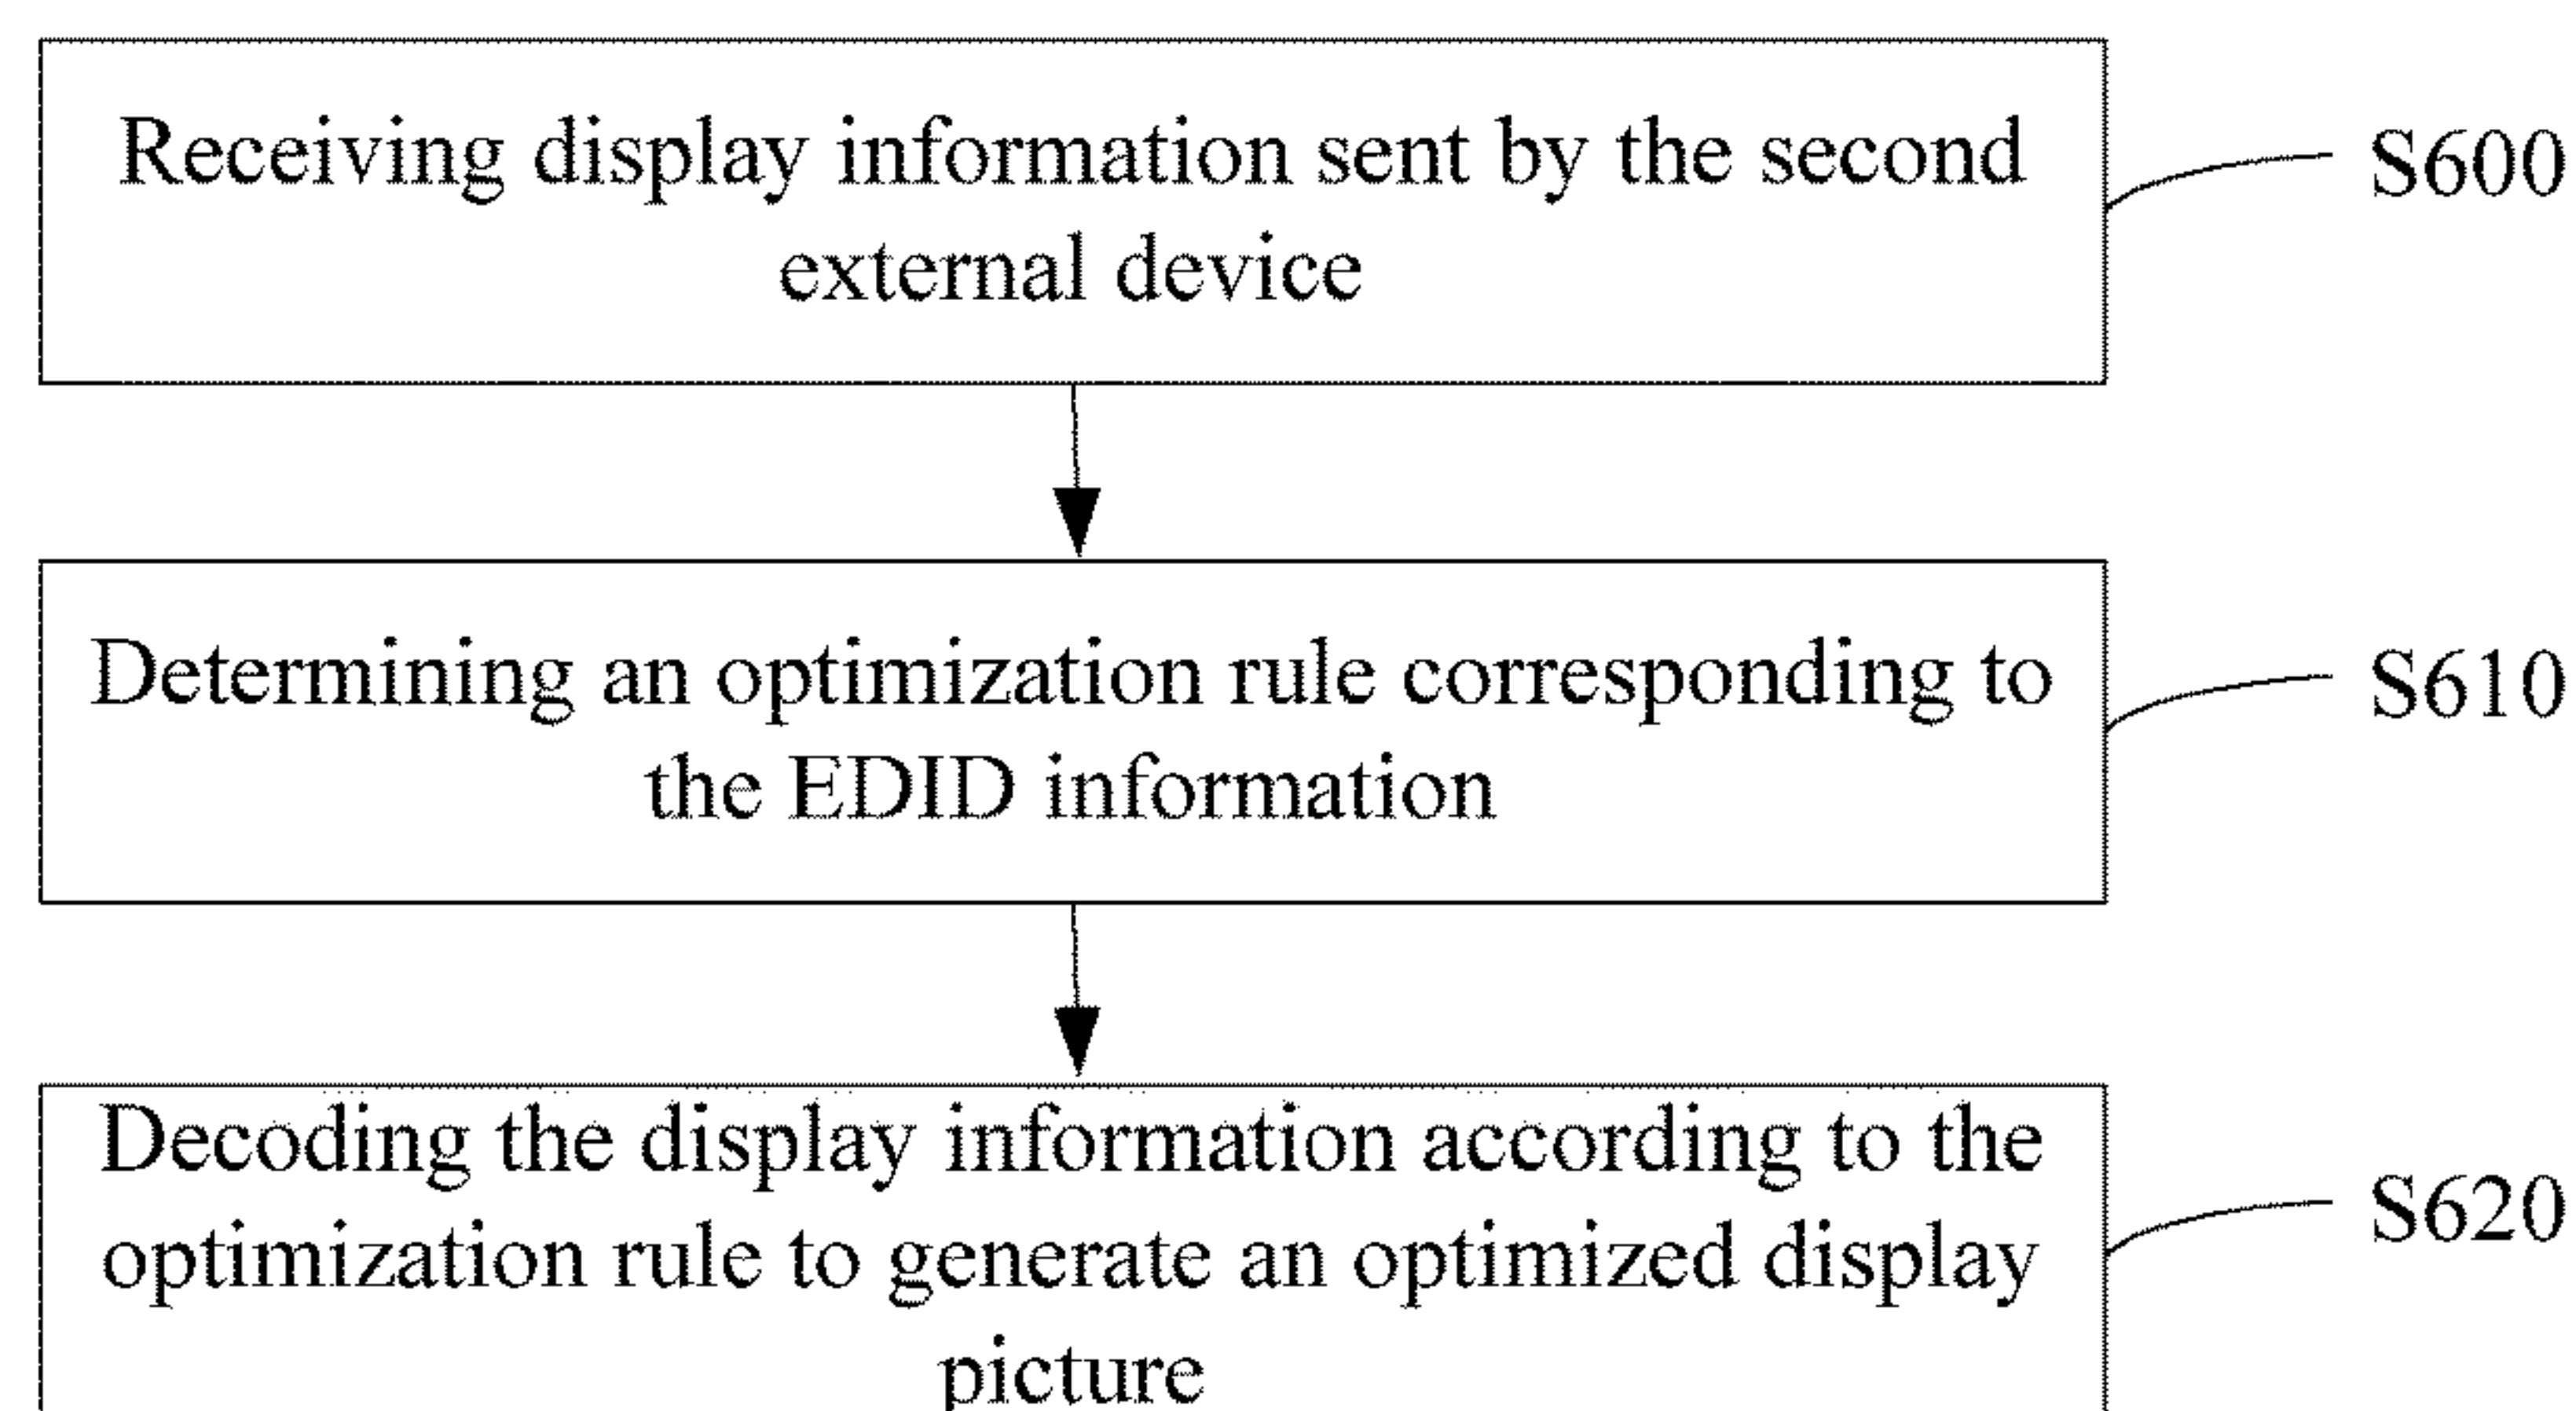 Receiving display information sent by the second
external device
S600
Determining an optimization rule corresponding to
the EDID information
S610
Decoding the display information according to the
optimization rule to generate an optimized display
picture
S620